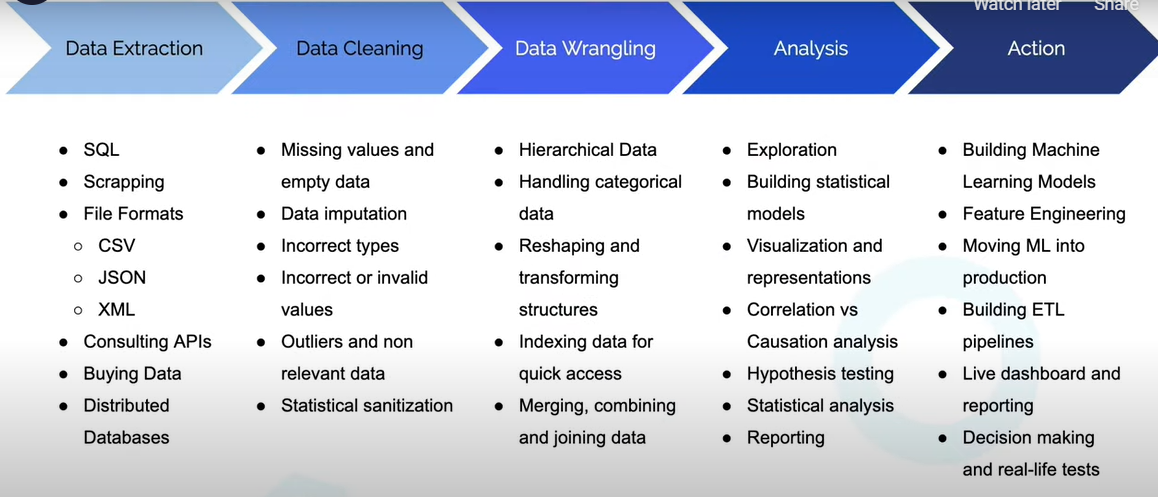 Watch later Share
Data Extraction
Data Cleaning
Data Wrangling
Analysis
Action
● SQL
● Scrapping
● File Formats
○ CSV
○ JSON
○ XML
● Consulting APIs
● Buying Data
● Distributed
Databases
● Missing values and
empty data
● Data imputation
● Incorrect types
● Incorrect or invalid
values
● Outliers and non
relevant data
● Statistical sanitization
● Hierarchical Data
● Handling categorical
data
● Reshaping and
transforming
structures
● Indexing data for
quick access
● Merging, combining
and joining data
● Exploration
● Building statistical
models
● Visualization and
representations
● Correlation vs
Causation analysis
● Hypothesis testing
● Statistical analysis
● Reporting
● Building Machine
Learning Models
● Feature Engineering
● Moving ML into
production
● Building ETL
pipelines
● Live dashboard and
reporting
● Decision making
and real-life tests